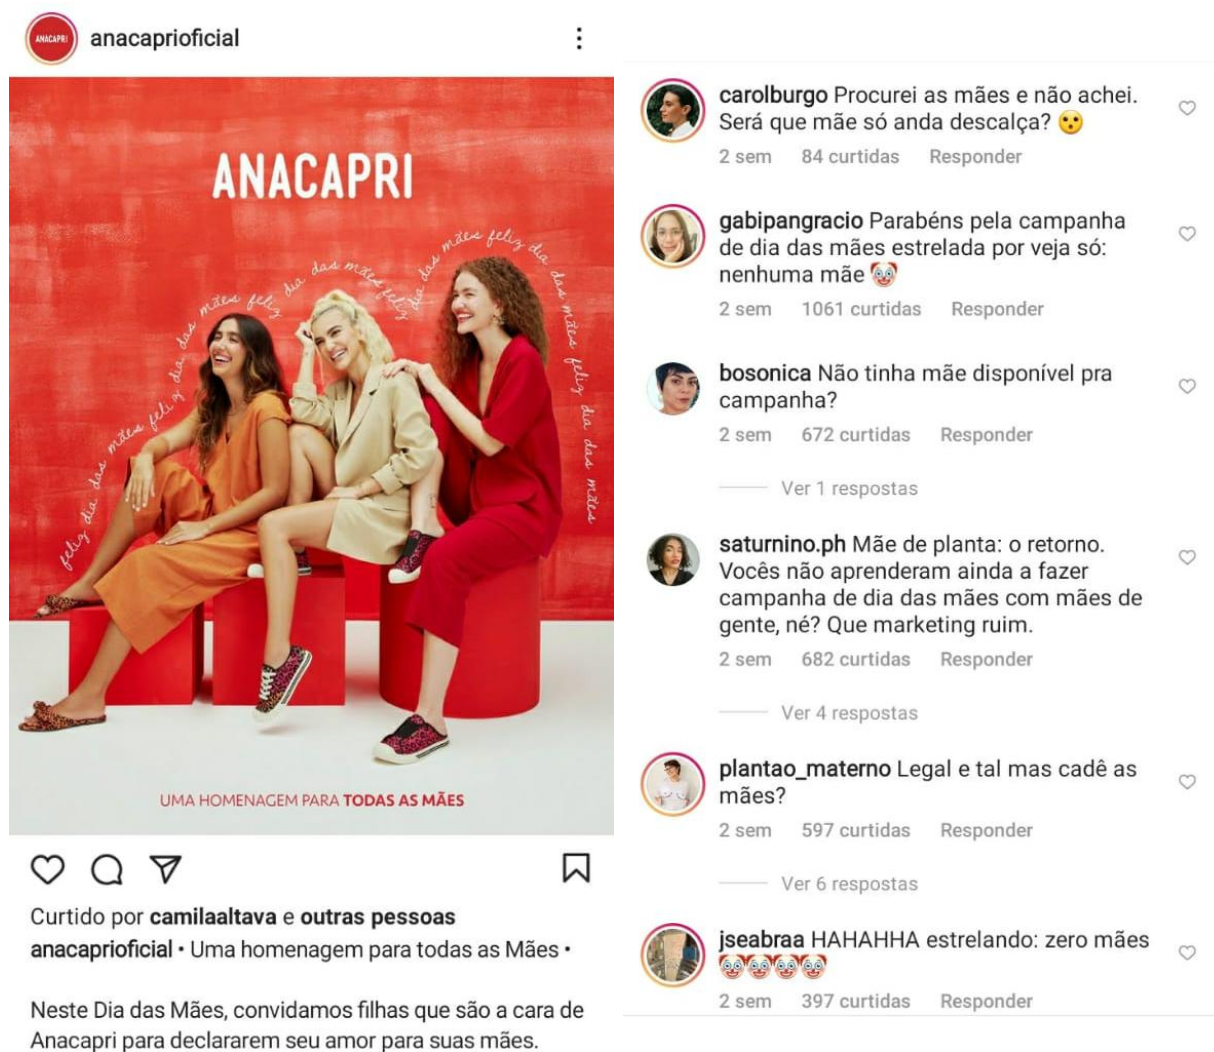 ANACAPRI
anacaprioficial
ANACAPRI
feliz dia das mães feliz dia das mães feliz dia das mães feliz dia das mães feliz dia das mães feliz dia das mães
UMA HOMENAGEM PARA TODAS AS MÃES
Curtido por camilaaltava e outras pessoas
anacaprioficial • Uma homenagem para todas as Mães •
Neste Dia das Mães, convidamos filhas que são a cara de
Anacapri para declararem seu amor para suas mães.
carolburgo Procurei as mães e não achei.
Será que mãe só anda descalça? 😮
2 sem 84 curtidas Responder
gabipangracio Parabéns pela campanha
de dia das mães estrelada por veja só:
nenhuma mãe 🤡
2 sem 1061 curtidas Responder
bosonica Não tinha mãe disponível pra
campanha?
2 sem 672 curtidas Responder
Ver 1 respostas
saturnino.ph Mãe de planta: o retorno.
Vocês não aprenderam ainda a fazer
campanha de dia das mães com mães de
gente, né? Que marketing ruim.
2 sem 682 curtidas Responder
Ver 4 respostas
plantao_materno Legal e tal mas cadê as
mães?
2 sem 597 curtidas Responder
Ver 6 respostas
jseabraa HAHAHHA estrelando: zero mães
🤡🤡🤡🤡
2 sem 397 curtidas Responder